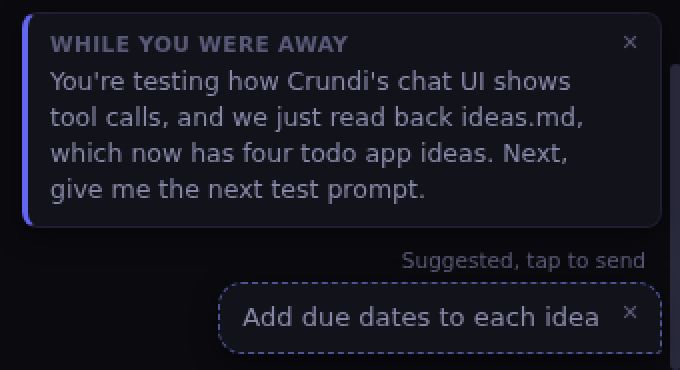 WHILE YOU WERE AWAY
You're testing how Crundi's chat UI shows
tool calls, and we just read back ideas.md,
which now has four todo app ideas. Next,
give me the next test prompt.
Suggested, tap to send
Add due dates to each idea